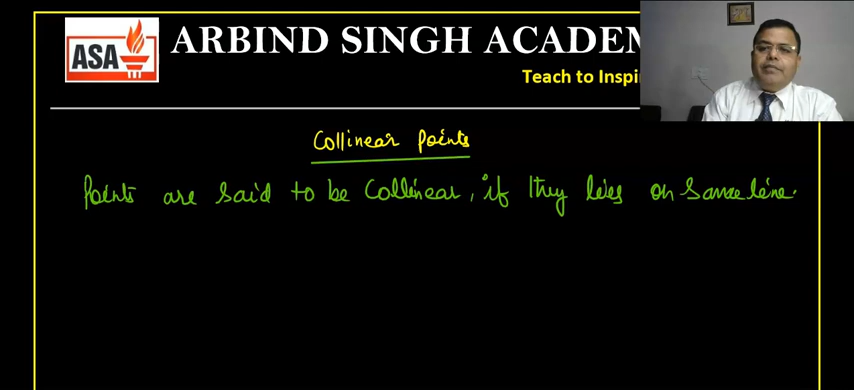 ASA
ARBIND SINGH ACADEM
Teach to Inspi
Collinear points
Points are said to be Collinear, if they lies on same line.